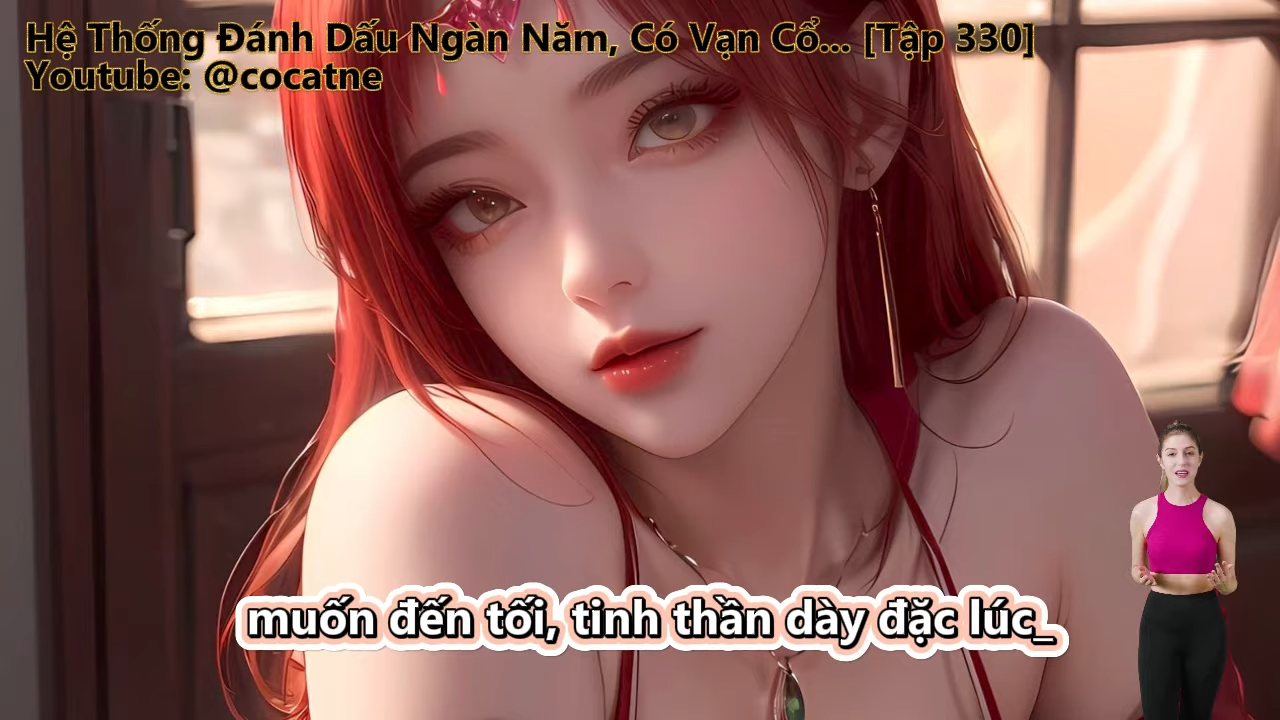 Hệ Thống Đánh Dấu Ngàn Năm, Có Vạn Cổ... [Tập 330]
Youtube: @cocatne
muốn đến tối, tinh thần dày đặc lúc_